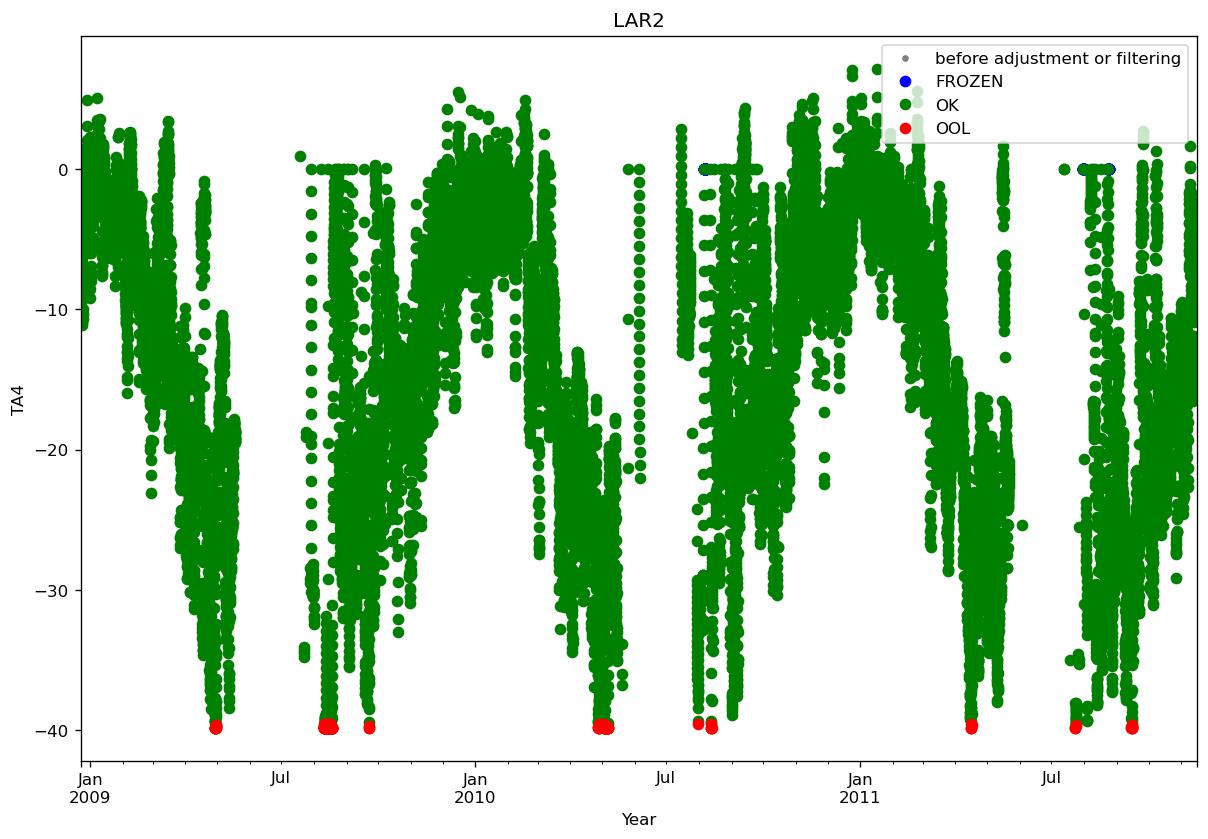 LAR2
before adjustment or filtering
FROZEN
OK
OOL
TA4
0
−10
−20
−30
−40
Jan
2009
Jul
Jan
2010
Jul
Jan
2011
Jul
Year